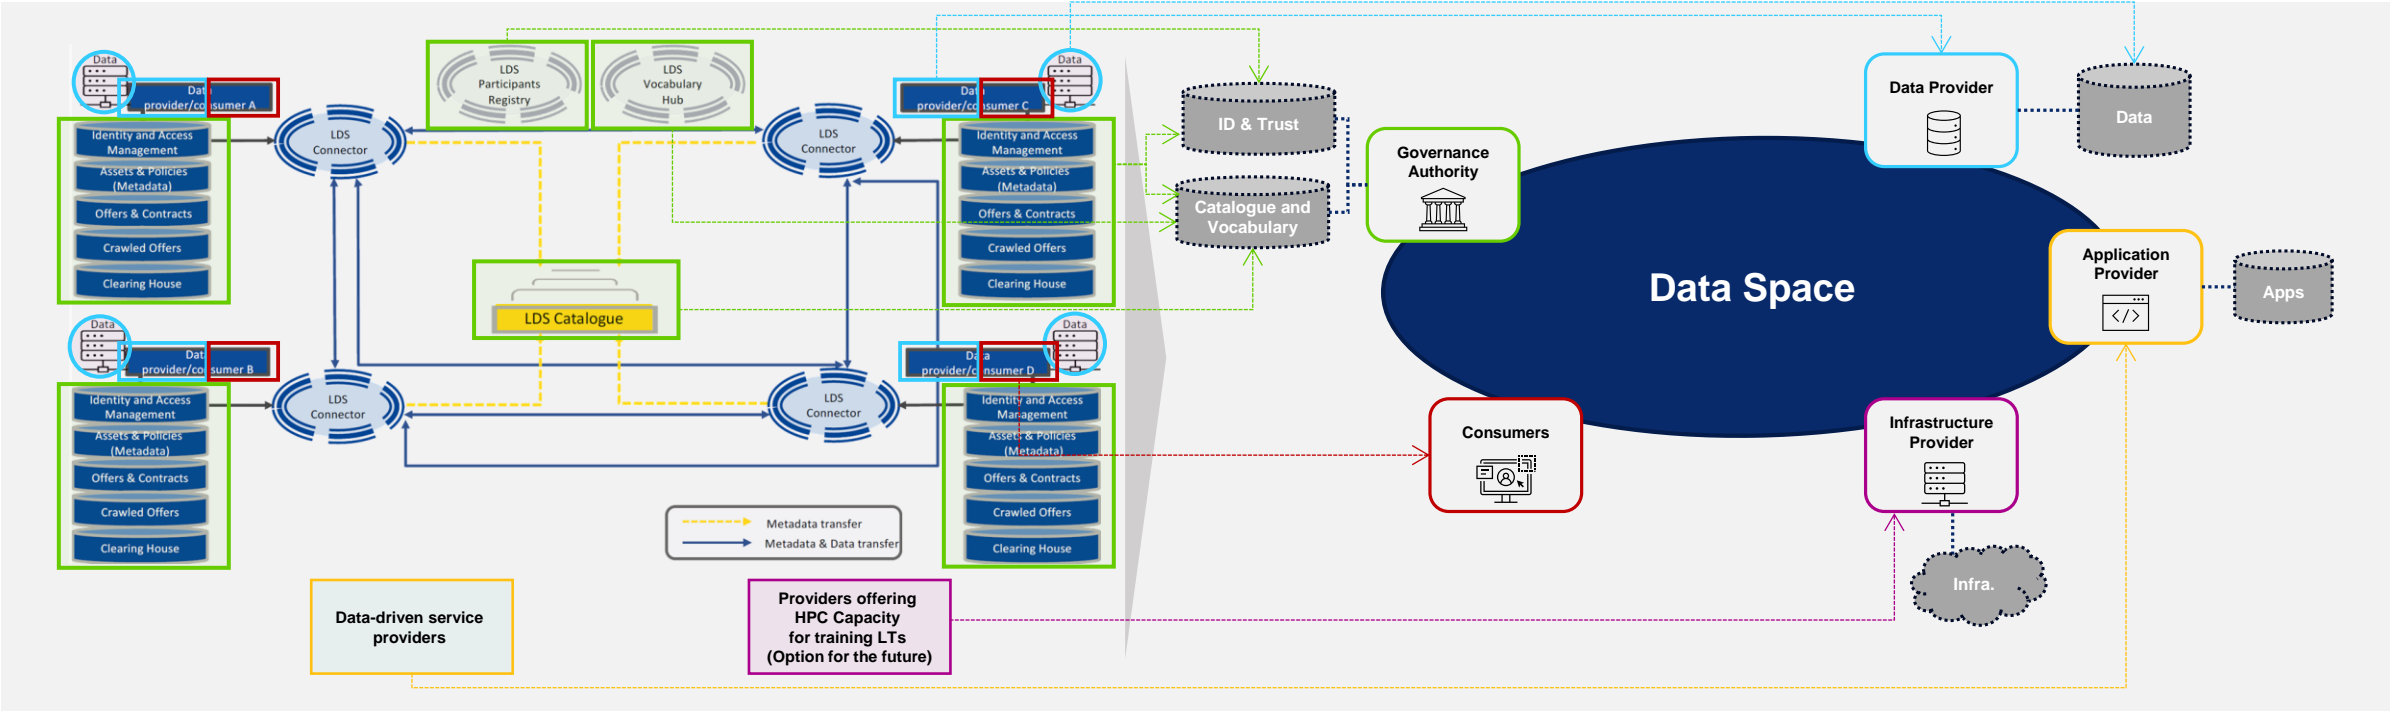 Data
Data
provider/consumer A
Identity and Access
Management
Assets & Policies
(Metadata)
Offers & Contracts
Crawled Offers
Clearing House
LDS
Connector
LDS
Participants
Registry
LDS
Vocabulary
Hub
LDS
Connector
Data
Data
provider/consumer C
Identity and Access
Management
Assets & Policies
(Metadata)
Offers & Contracts
Crawled Offers
Clearing House
LDS Catalogue
Data
Data
provider/consumer B
Identity and Access
Management
Assets & Policies
(Metadata)
Offers & Contracts
Crawled Offers
Clearing House
LDS
Connector
LDS
Connector
Data
Data
provider/consumer D
Identity and Access
Management
Assets & Policies
(Metadata)
Offers & Contracts
Crawled Offers
Clearing House
Metadata transfer
Metadata & Data transfer
Data-driven service
providers
Providers offering
HPC Capacity
for training LTs
(Option for the future)
ID & Trust
Catalogue and
Vocabulary
Governance
Authority
Data Space
Data Provider
Data
Application
Provider
Apps
Consumers
Infrastructure
Provider
Infra.